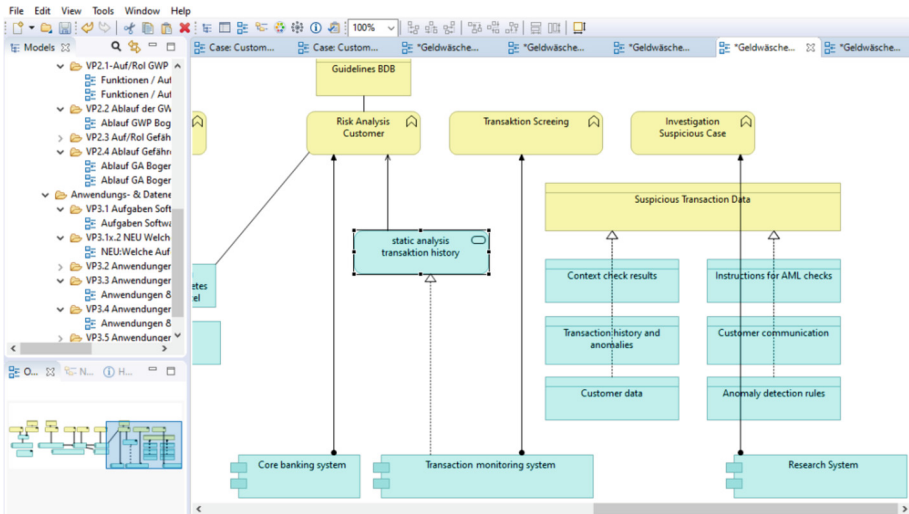 File Edit View Tools Window Help
100%
Models
Case: Custom...
Case: Custom...
*Geldwäsche...
*Geldwäsche...
*Geldwäsche...
*Geldwäsche...
*Geldwäsche...
VP2.1-Auf/Rol GWP
Funktionen / Auf
Funktionen / Auf
VP2.2 Ablauf der GW
Ablauf GWP Bog
VP2.3 Auf/Rol Gefäh
VP2.4 Ablauf Gefähr
Ablauf GA Boger
Ablauf GA Boger
Anwendungs- & Datene
VP3.1 Aufgaben Soft
Aufgaben Softwa
VP3.1x.2 NEU Welch
NEU:Welche Auf
VP3.2 Anwendunger
VP3.3 Anwendunger
Anwendungen &
VP3.4 Anwendunger
Anwendungen &
VP3.5 Anwendunger
O...
N...
H...
Guidelines BDB
Risk Analysis
Customer
Transaktion Screeing
Investigation
Suspicious Case
Suspicious Transaction Data
static analysis
transaktion history
etes
el
Context check results
Instructions for AML checks
Transaction history and
anomalies
Customer communication
Customer data
Anomaly detection rules
Core banking system
Transaction monitoring system
Research System